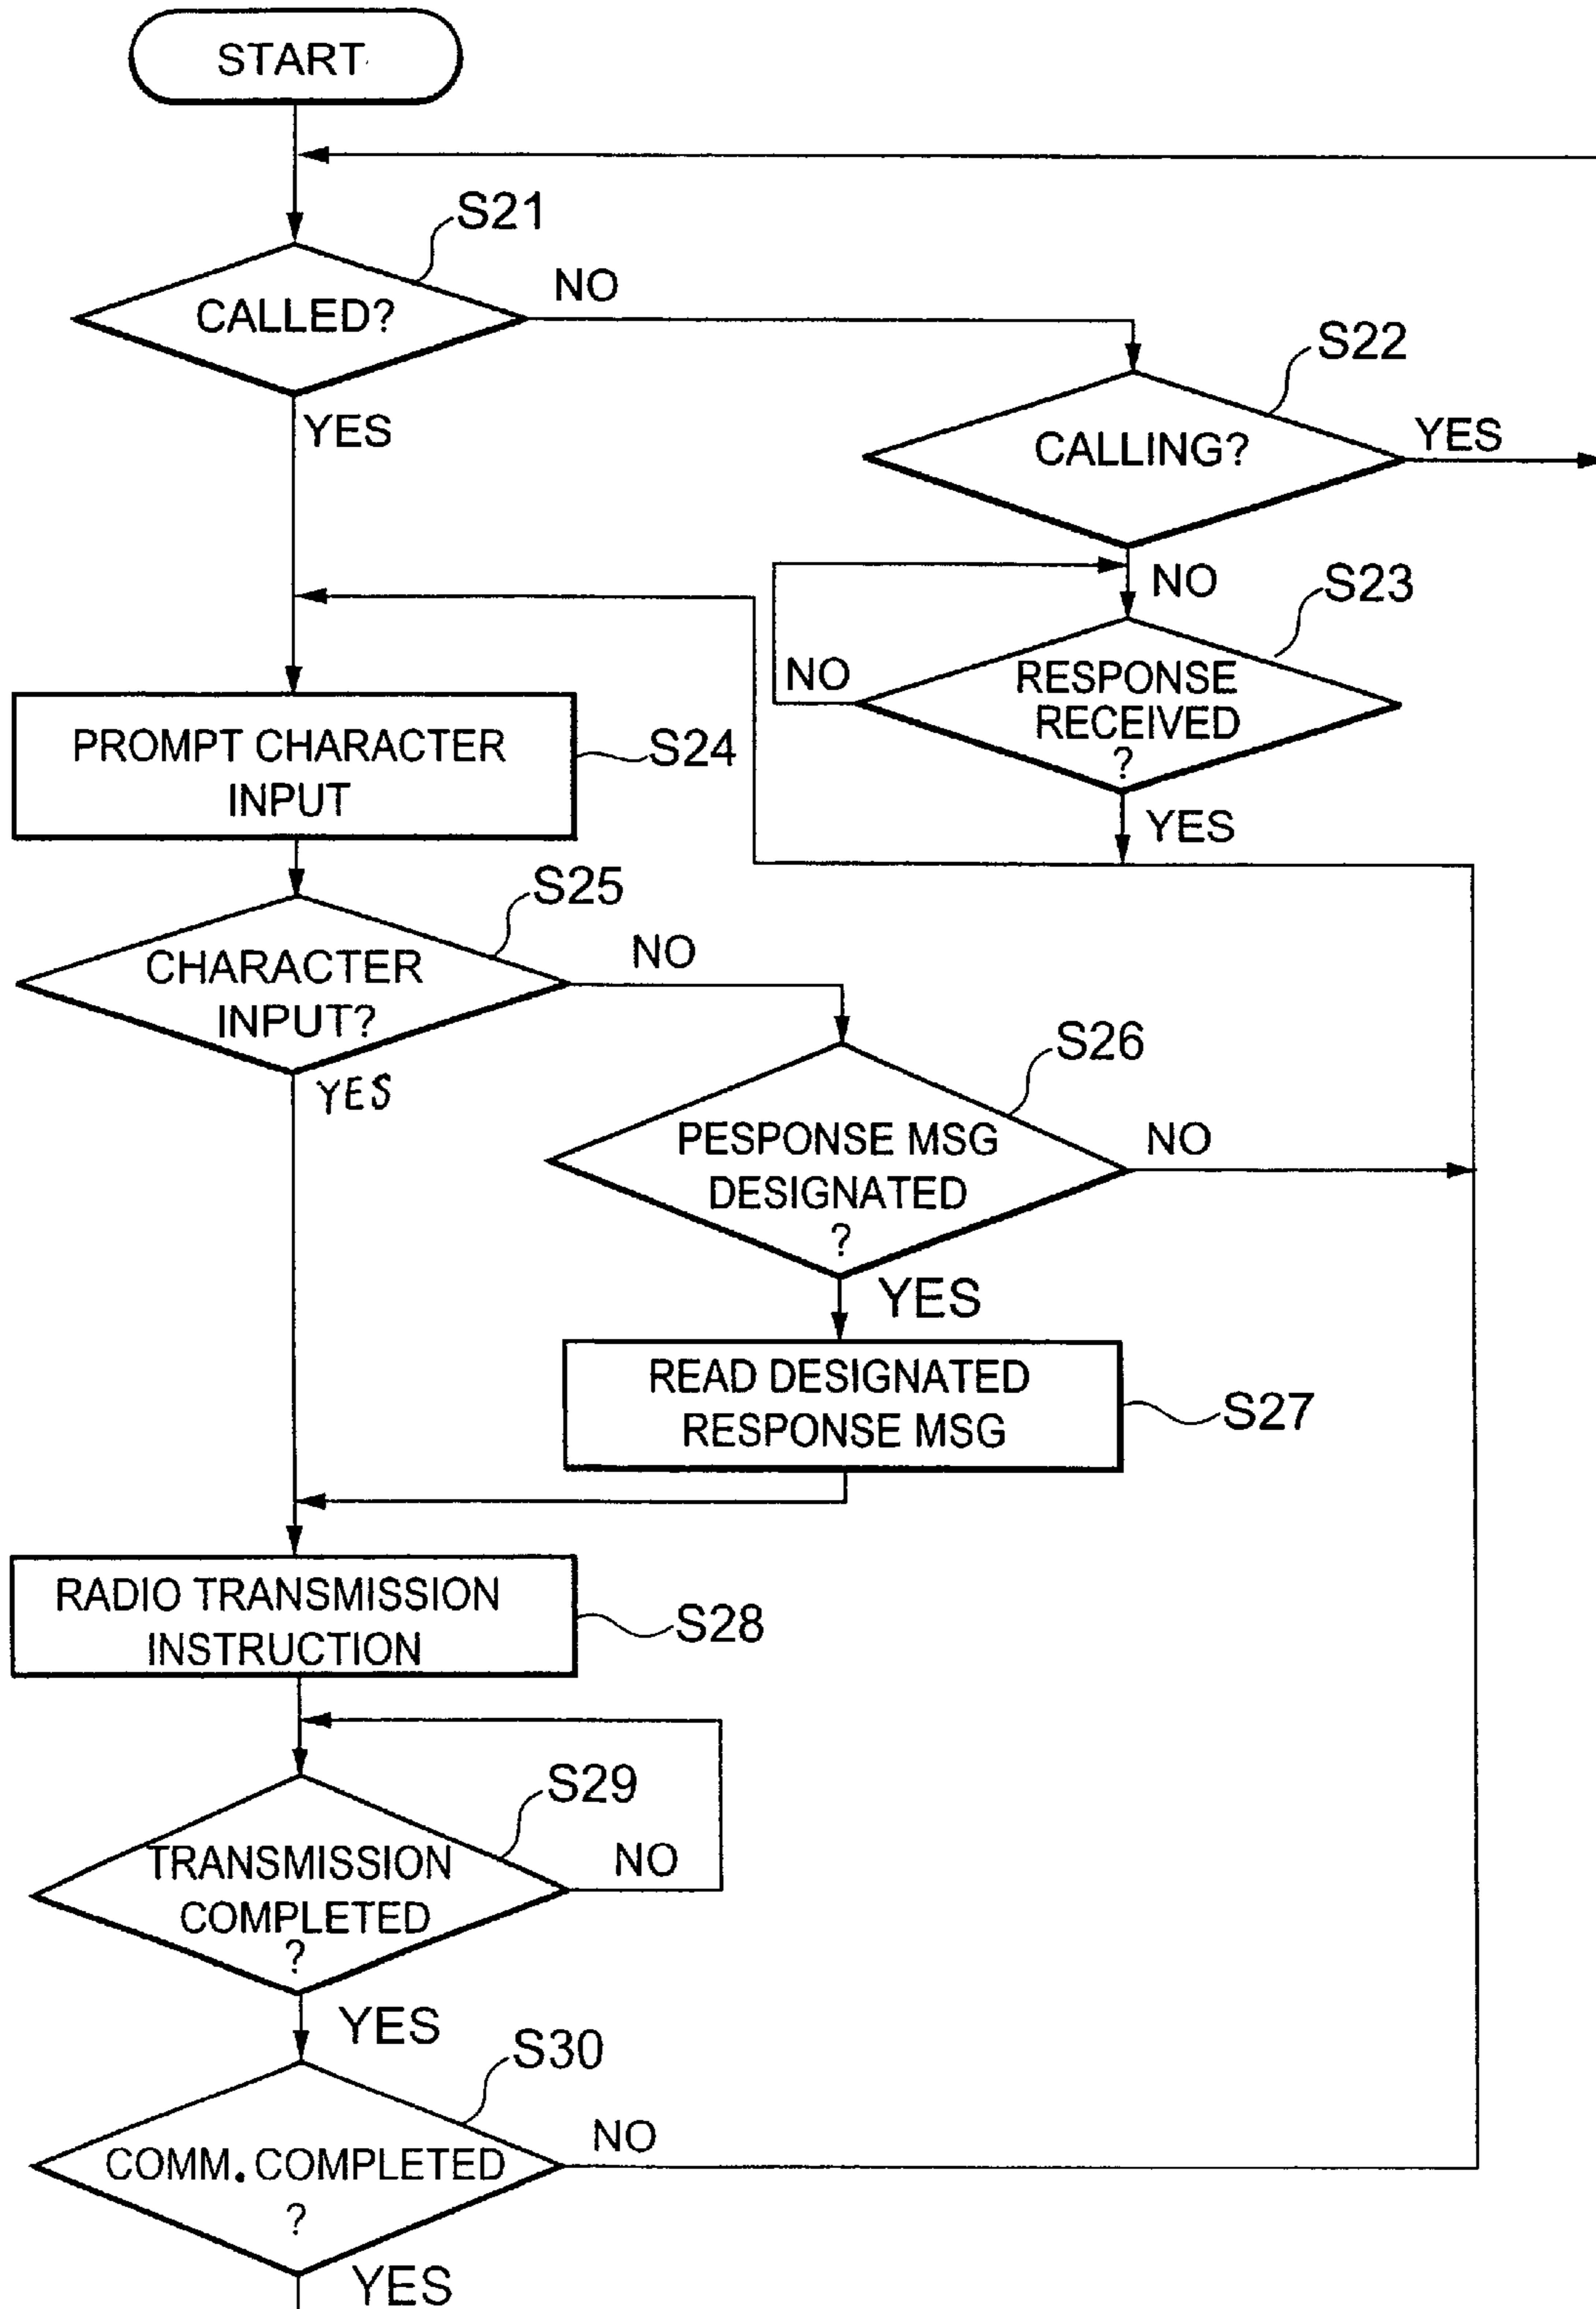 START
S21
CALLED?
NO
YES
S22
CALLING?
YES
NO
S23
RESPONSE
RECEIVED
?
NO
YES
PROMPT CHARACTER
INPUT
S24
S25
CHARACTER
INPUT?
NO
YES
S26
PESPONSE MSG
DESIGNATED
?
NO
YES
READ DESIGNATED
RESPONSE MSG
S27
RADIO TRANSMISSION
INSTRUCTION
S28
S29
TRANSMISSION
COMPLETED
?
NO
YES
S30
COMM. COMPLETED
?
NO
YES